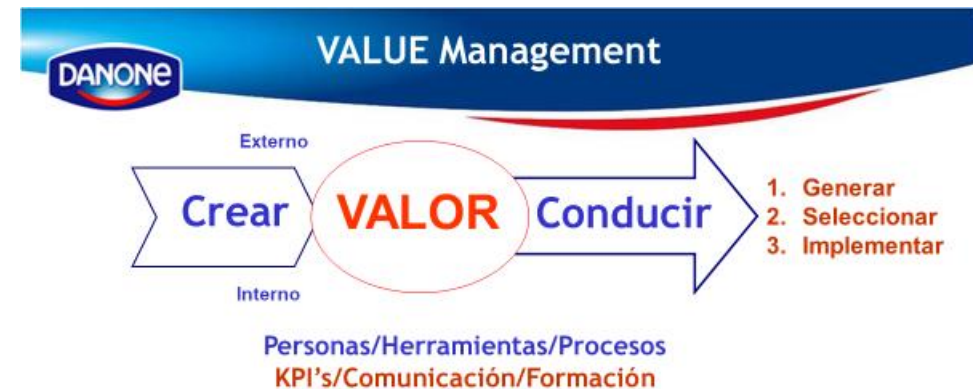 VALUE Management
DANONE
Externo
Crear VALOR Conducir
1. Generar
2. Seleccionar
3. Implementar
Interno
Personas/Herramientas/Procesos
KPI's/Comunicación/Formación